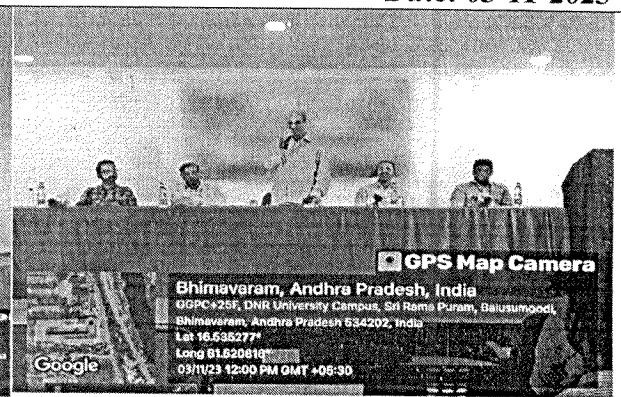 GPS Map Camera
Bhimavaram, Andhra Pradesh, India
GGPC+25F, DNR University Campus, Sri Rama Puram, Balusumoodi,
Bhimavaram, Andhra Pradesh 534202, India
Lat 16.535277°
Long 81.520616°
03/11/23 12:00 PM GMT +05:30
Google